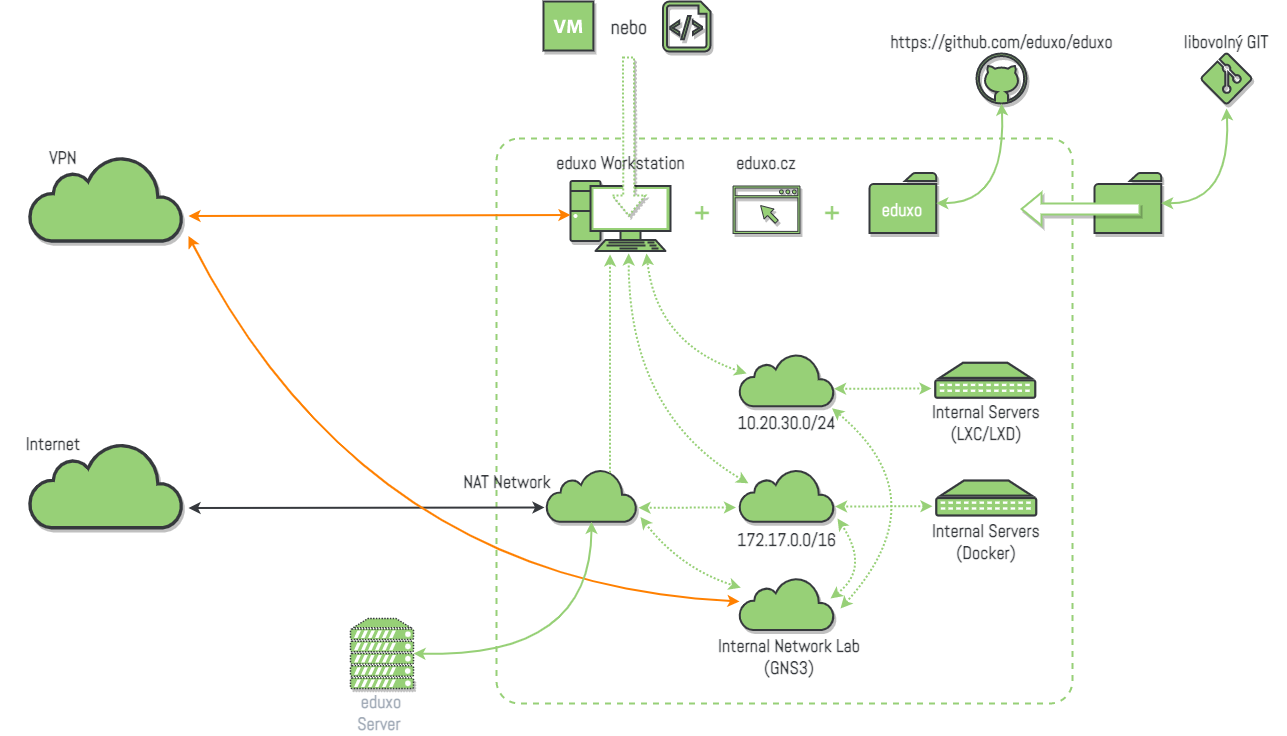 VM
nebo
</>
https://github.com/eduxo/eduxo
libovolný GIT
VPN
eduxo Workstation
eduxo.cz
+
+
eduxo
10.20.30.0/24
Internal Servers
(LXC/LXD)
Internet
NAT Network
172.17.0.0/16
Internal Servers
(Docker)
Internal Network Lab
(GNS3)
eduxo
Server